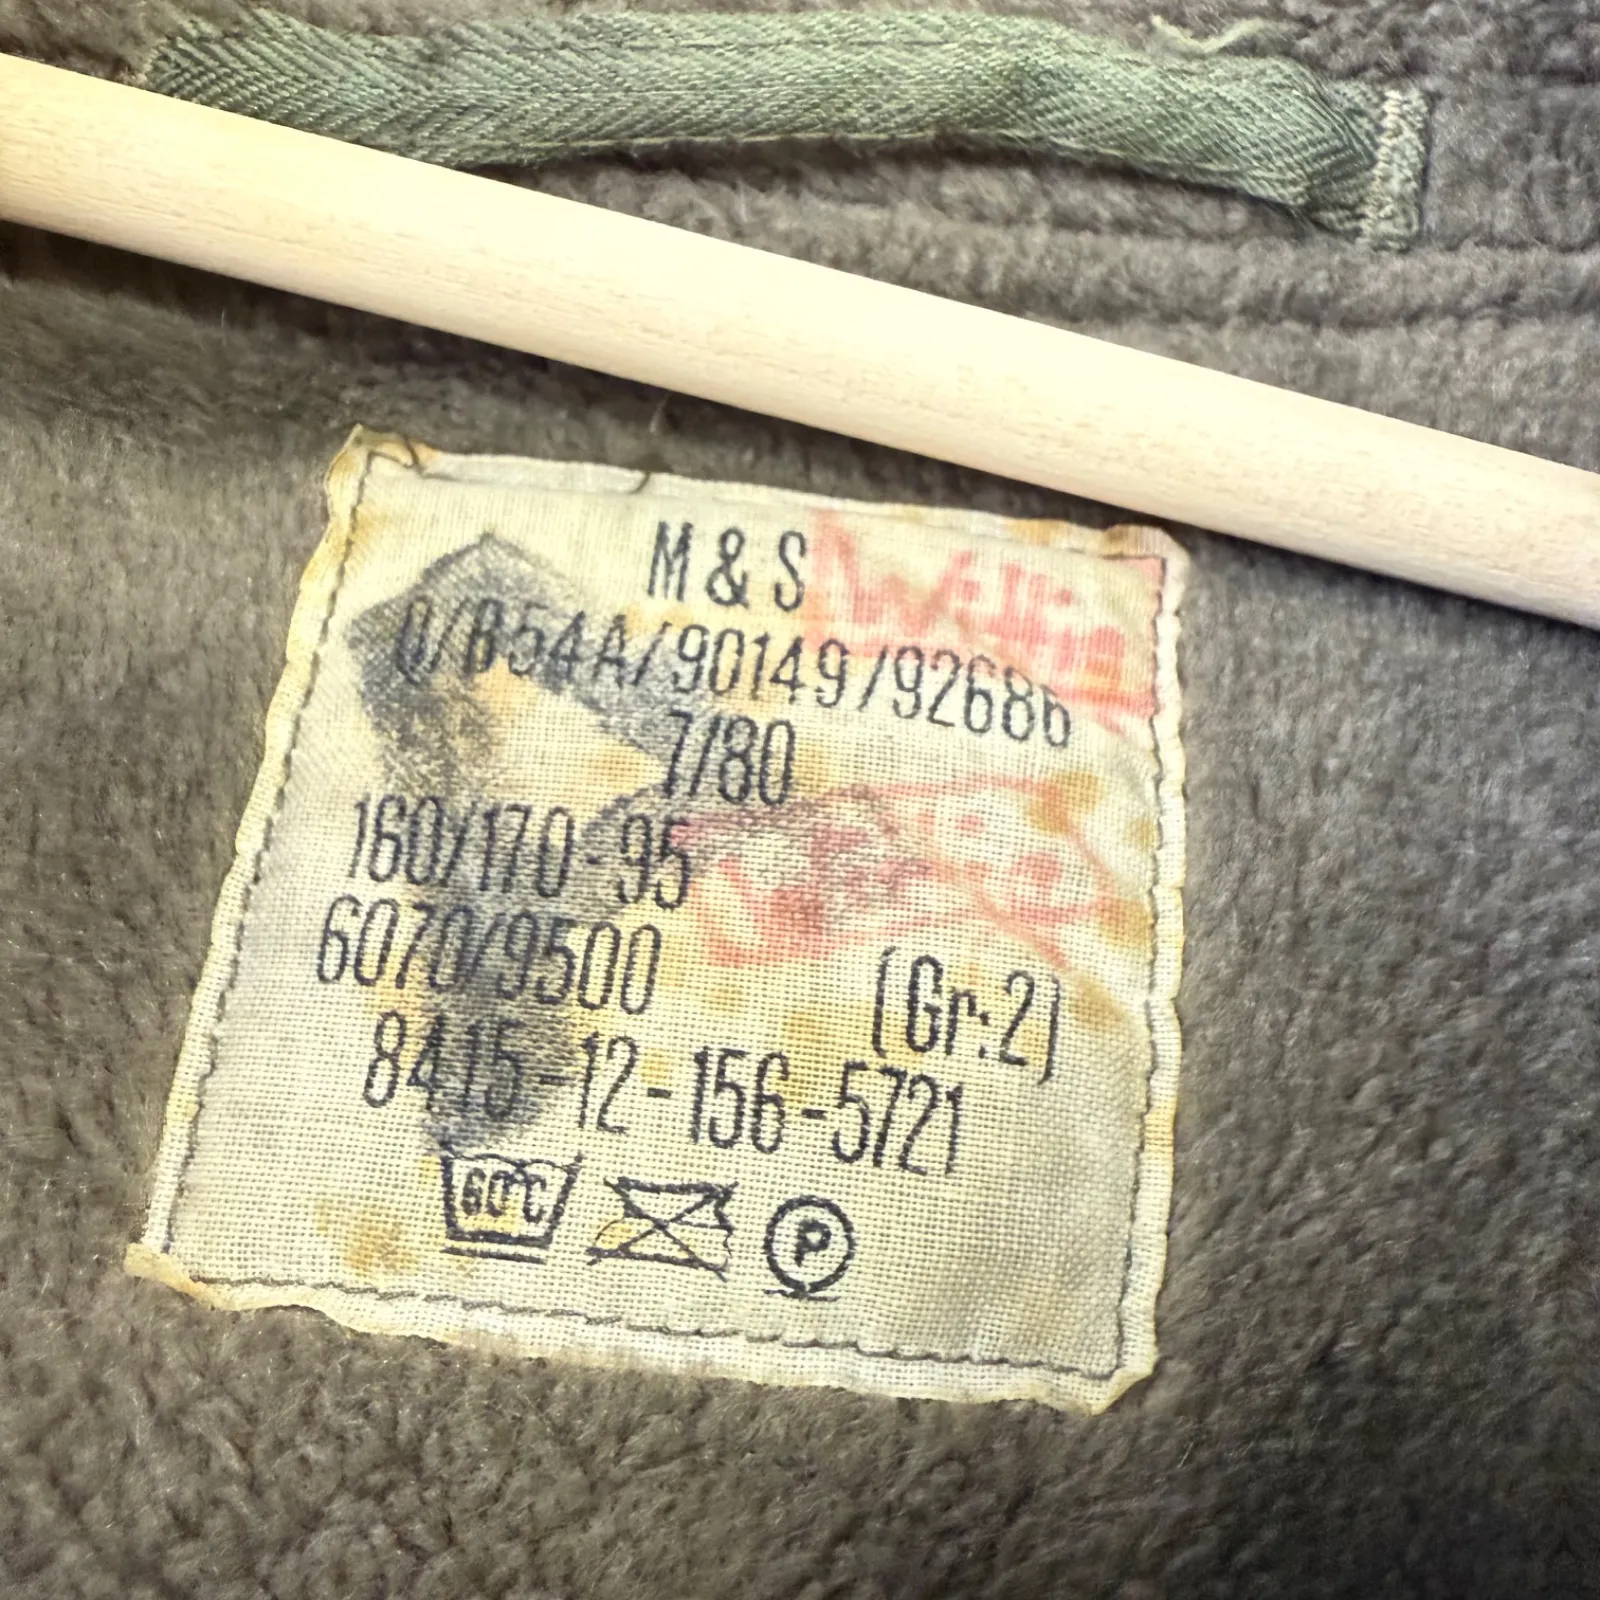 M & S
Q/B54A/90149/92686
7/80
160/170-95
6070/9500 (Gr.2)
8415-12-156-5721
60°C
P